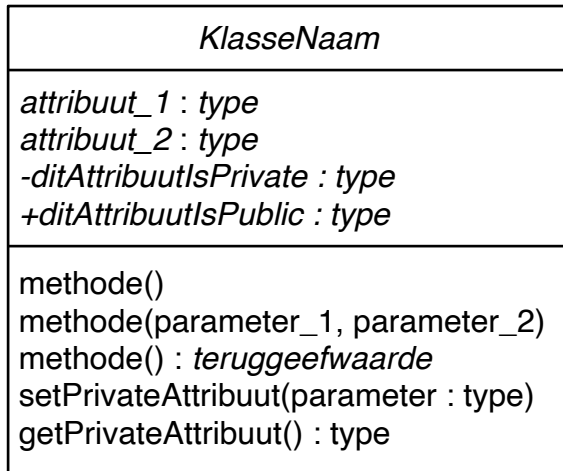 KlasseNaam
attribuut_1 : type
attribuut_2 : type
-ditAttribuutIsPrivate : type
+ditAttribuutIsPublic : type
methode()
methode(parameter_1, parameter_2)
methode() : teruggeefwaarde
setPrivateAttribuut(parameter : type)
getPrivateAttribuut() : type